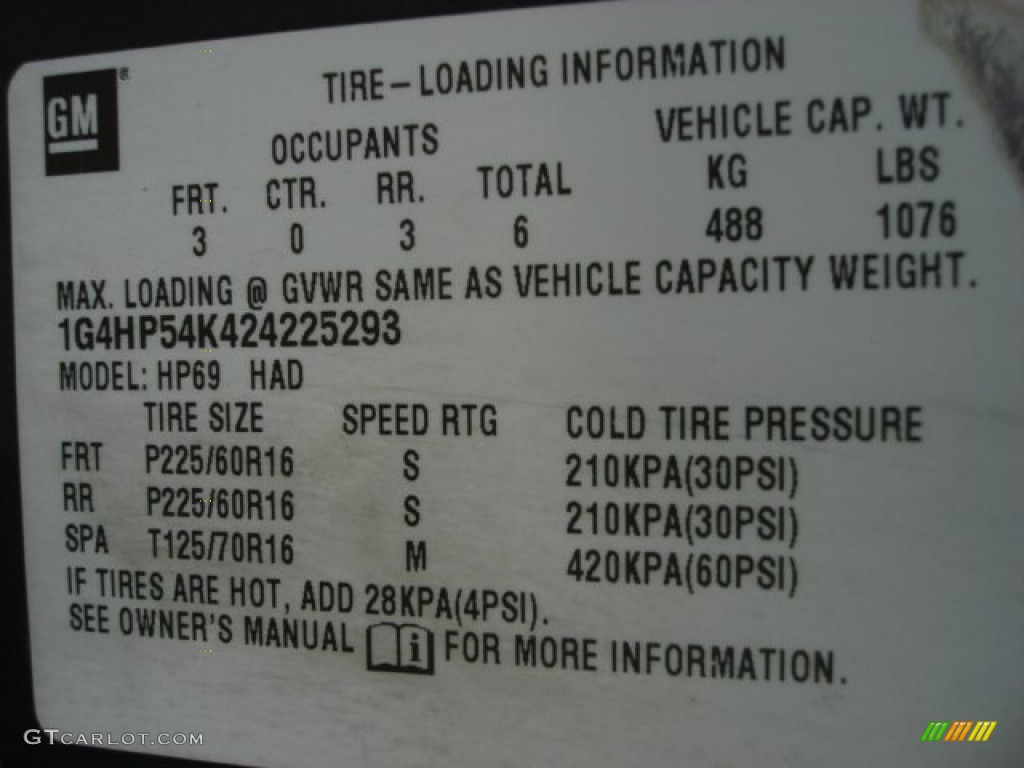 GM ®
TIRE-LOADING INFORMATION
OCCUPANTS VEHICLE CAP. WT.
FRT. CTR. RR. TOTAL KG LBS
3 0 3 6 488 1076
MAX. LOADING @ GVWR SAME AS VEHICLE CAPACITY WEIGHT.
1G4HP54K424225293
MODEL: HP69 HAD
TIRE SIZE SPEED RTG COLD TIRE PRESSURE
FRT P225/60R16 S 210KPA(30PSI)
RR P225/60R16 S 210KPA(30PSI)
SPA T125/70R16 M 420KPA(60PSI)
IF TIRES ARE HOT, ADD 28KPA(4PSI).
SEE OWNER'S MANUAL i FOR MORE INFORMATION.
GTCARLOT.COM